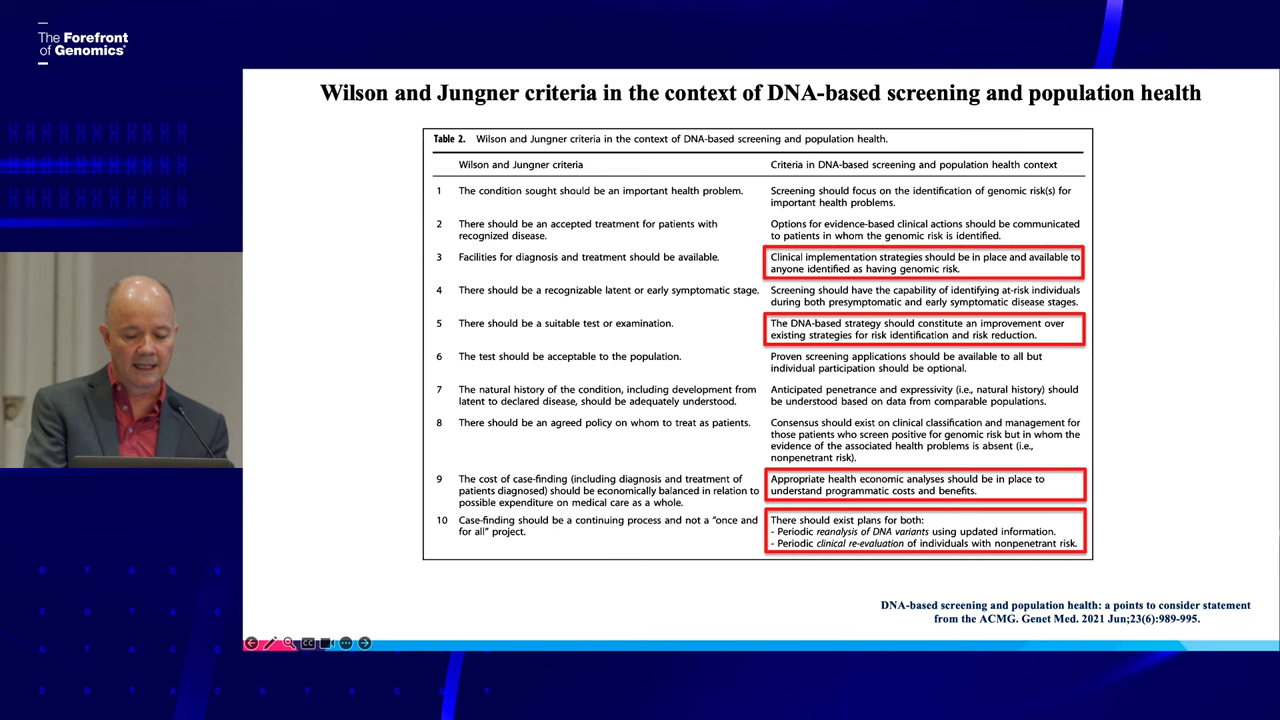 The Forefront
of Genomics®
Wilson and Jungner criteria in the context of DNA-based screening and population health
Table 2. Wilson and Jungner criteria in the context of DNA-based screening and population health.
Wilson and Jungner criteria
Criteria in DNA-based screening and population health context
1
The condition sought should be an important health problem.
Screening should focus on the identification of genomic risk(s) for
important health problems.
2
There should be an accepted treatment for patients with
recognized disease.
Options for evidence-based clinical actions should be communicated
to patients in whom the genomic risk is identified.
3
Facilities for diagnosis and treatment should be available.
Clinical implementation strategies should be in place and available to
anyone identified as having genomic risk.
4
There should be a recognizable latent or early symptomatic stage.
Screening should have the capability of identifying at-risk individuals
during both presymptomatic and early symptomatic disease stages.
5
There should be a suitable test or examination.
The DNA-based strategy should constitute an improvement over
existing strategies for risk identification and risk reduction.
6
The test should be acceptable to the population.
Proven screening applications should be available to all but
individual participation should be optional.
7
The natural history of the condition, including development from
latent to declared disease, should be adequately understood.
Anticipated penetrance and expressivity (i.e., natural history) should
be understood based on data from comparable populations.
8
There should be an agreed policy on whom to treat as patients.
Consensus should exist on clinical classification and management for
those patients who screen positive for genomic risk but in whom the
evidence of the associated health problems is absent (i.e.,
nonpenetrant risk).
9
The cost of case-finding (including diagnosis and treatment of
patients diagnosed) should be economically balanced in relation to
possible expenditure on medical care as a whole.
Appropriate health economic analyses should be in place to
understand programmatic costs and benefits.
10
Case-finding should be a continuing process and not a "once and
for all" project.
There should exist plans for both:
- Periodic reanalysis of DNA variants using updated information.
- Periodic clinical re-evaluation of individuals with nonpenetrant risk.
DNA-based screening and population health: a points to consider statement
from the ACMG. Genet Med. 2021 Jun;23(6):989-995.